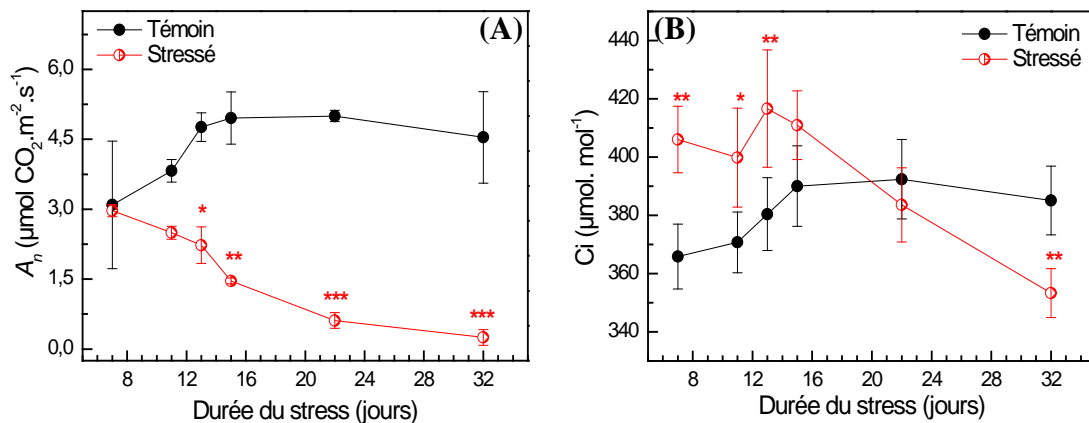 (A)
Témoin
Stressé
6,0
4,5
3,0
1,5
0,0
An (µmol CO2.m-2.s-1)
*
**
***
***
8 12 16 20 24 28 32
Durée du stress (jours)
(B)
Témoin
Stressé
440
420
400
380
360
340
Ci (µmol. mol-1)
**
*
**
**
8 12 16 20 24 28 32
Durée du stress (jours)